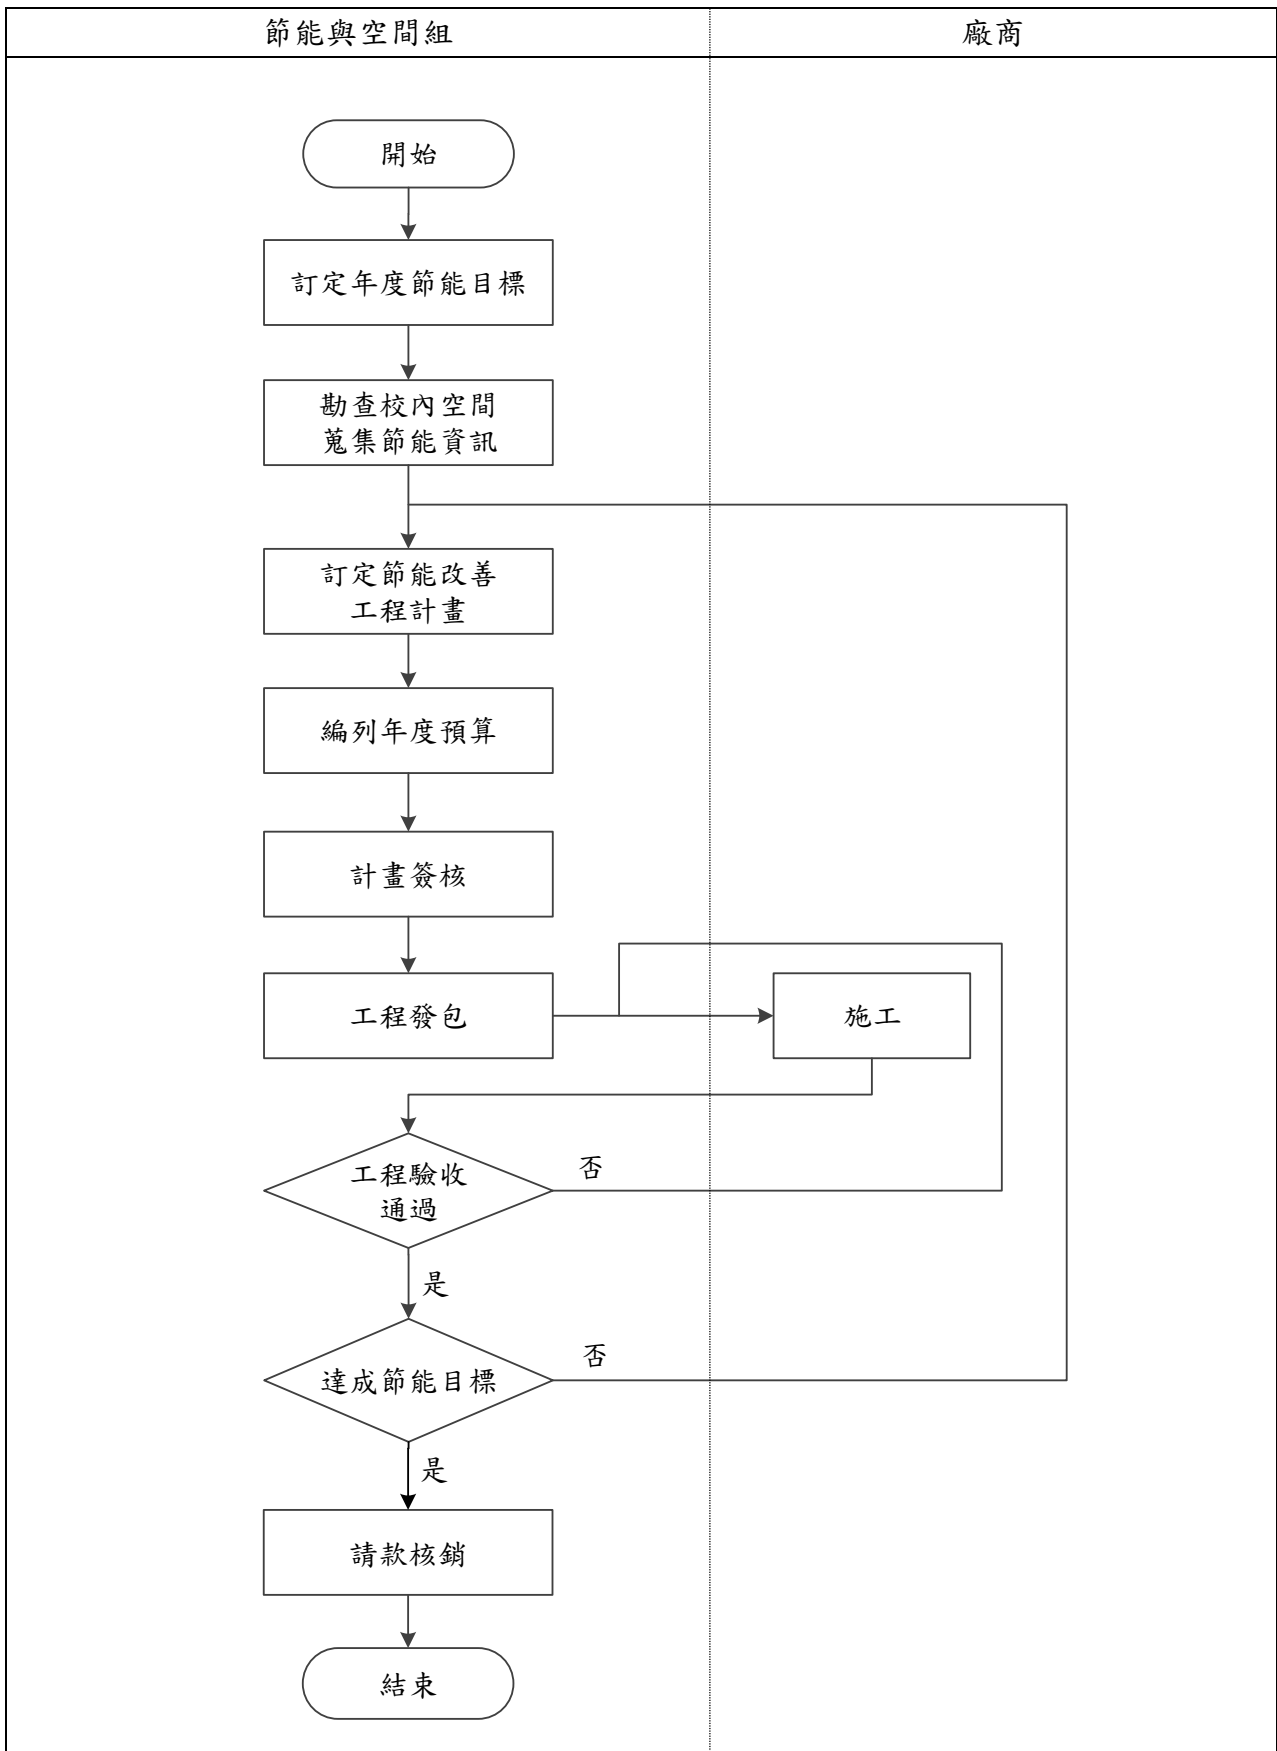 節能與空間組
廠商
開始
訂定年度節能目標
勘查校內空間
蒐集節能資訊
訂定節能改善
工程計畫
編列年度預算
計畫簽核
工程發包
施工
工程驗收
通過
否
是
達成節能目標
否
是
請款核銷
結束